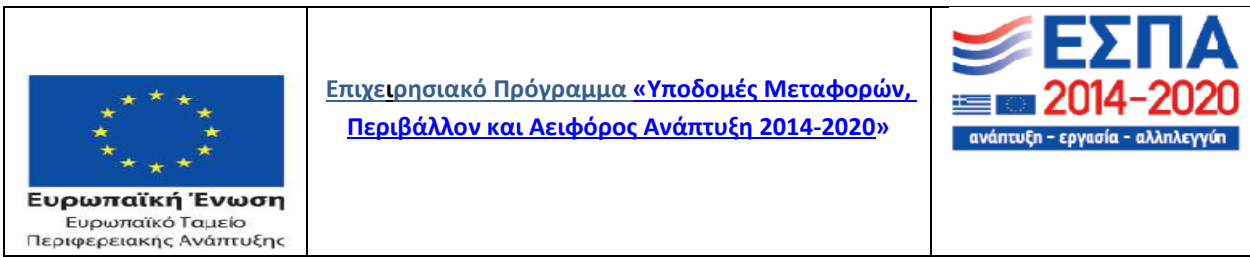 Ευρωπαϊκή Ένωση
Ευρωπαϊκό Ταμείο
Περιφερειακής Ανάπτυξης
Επιχειρησιακό Πρόγραμμα «Υποδομές Μεταφορών,
Περιβάλλον και Αειφόρος Ανάπτυξη 2014-2020»
ΕΣΠΑ
2014-2020
ανάπτυξη - εργασία - αλληλεγγύη